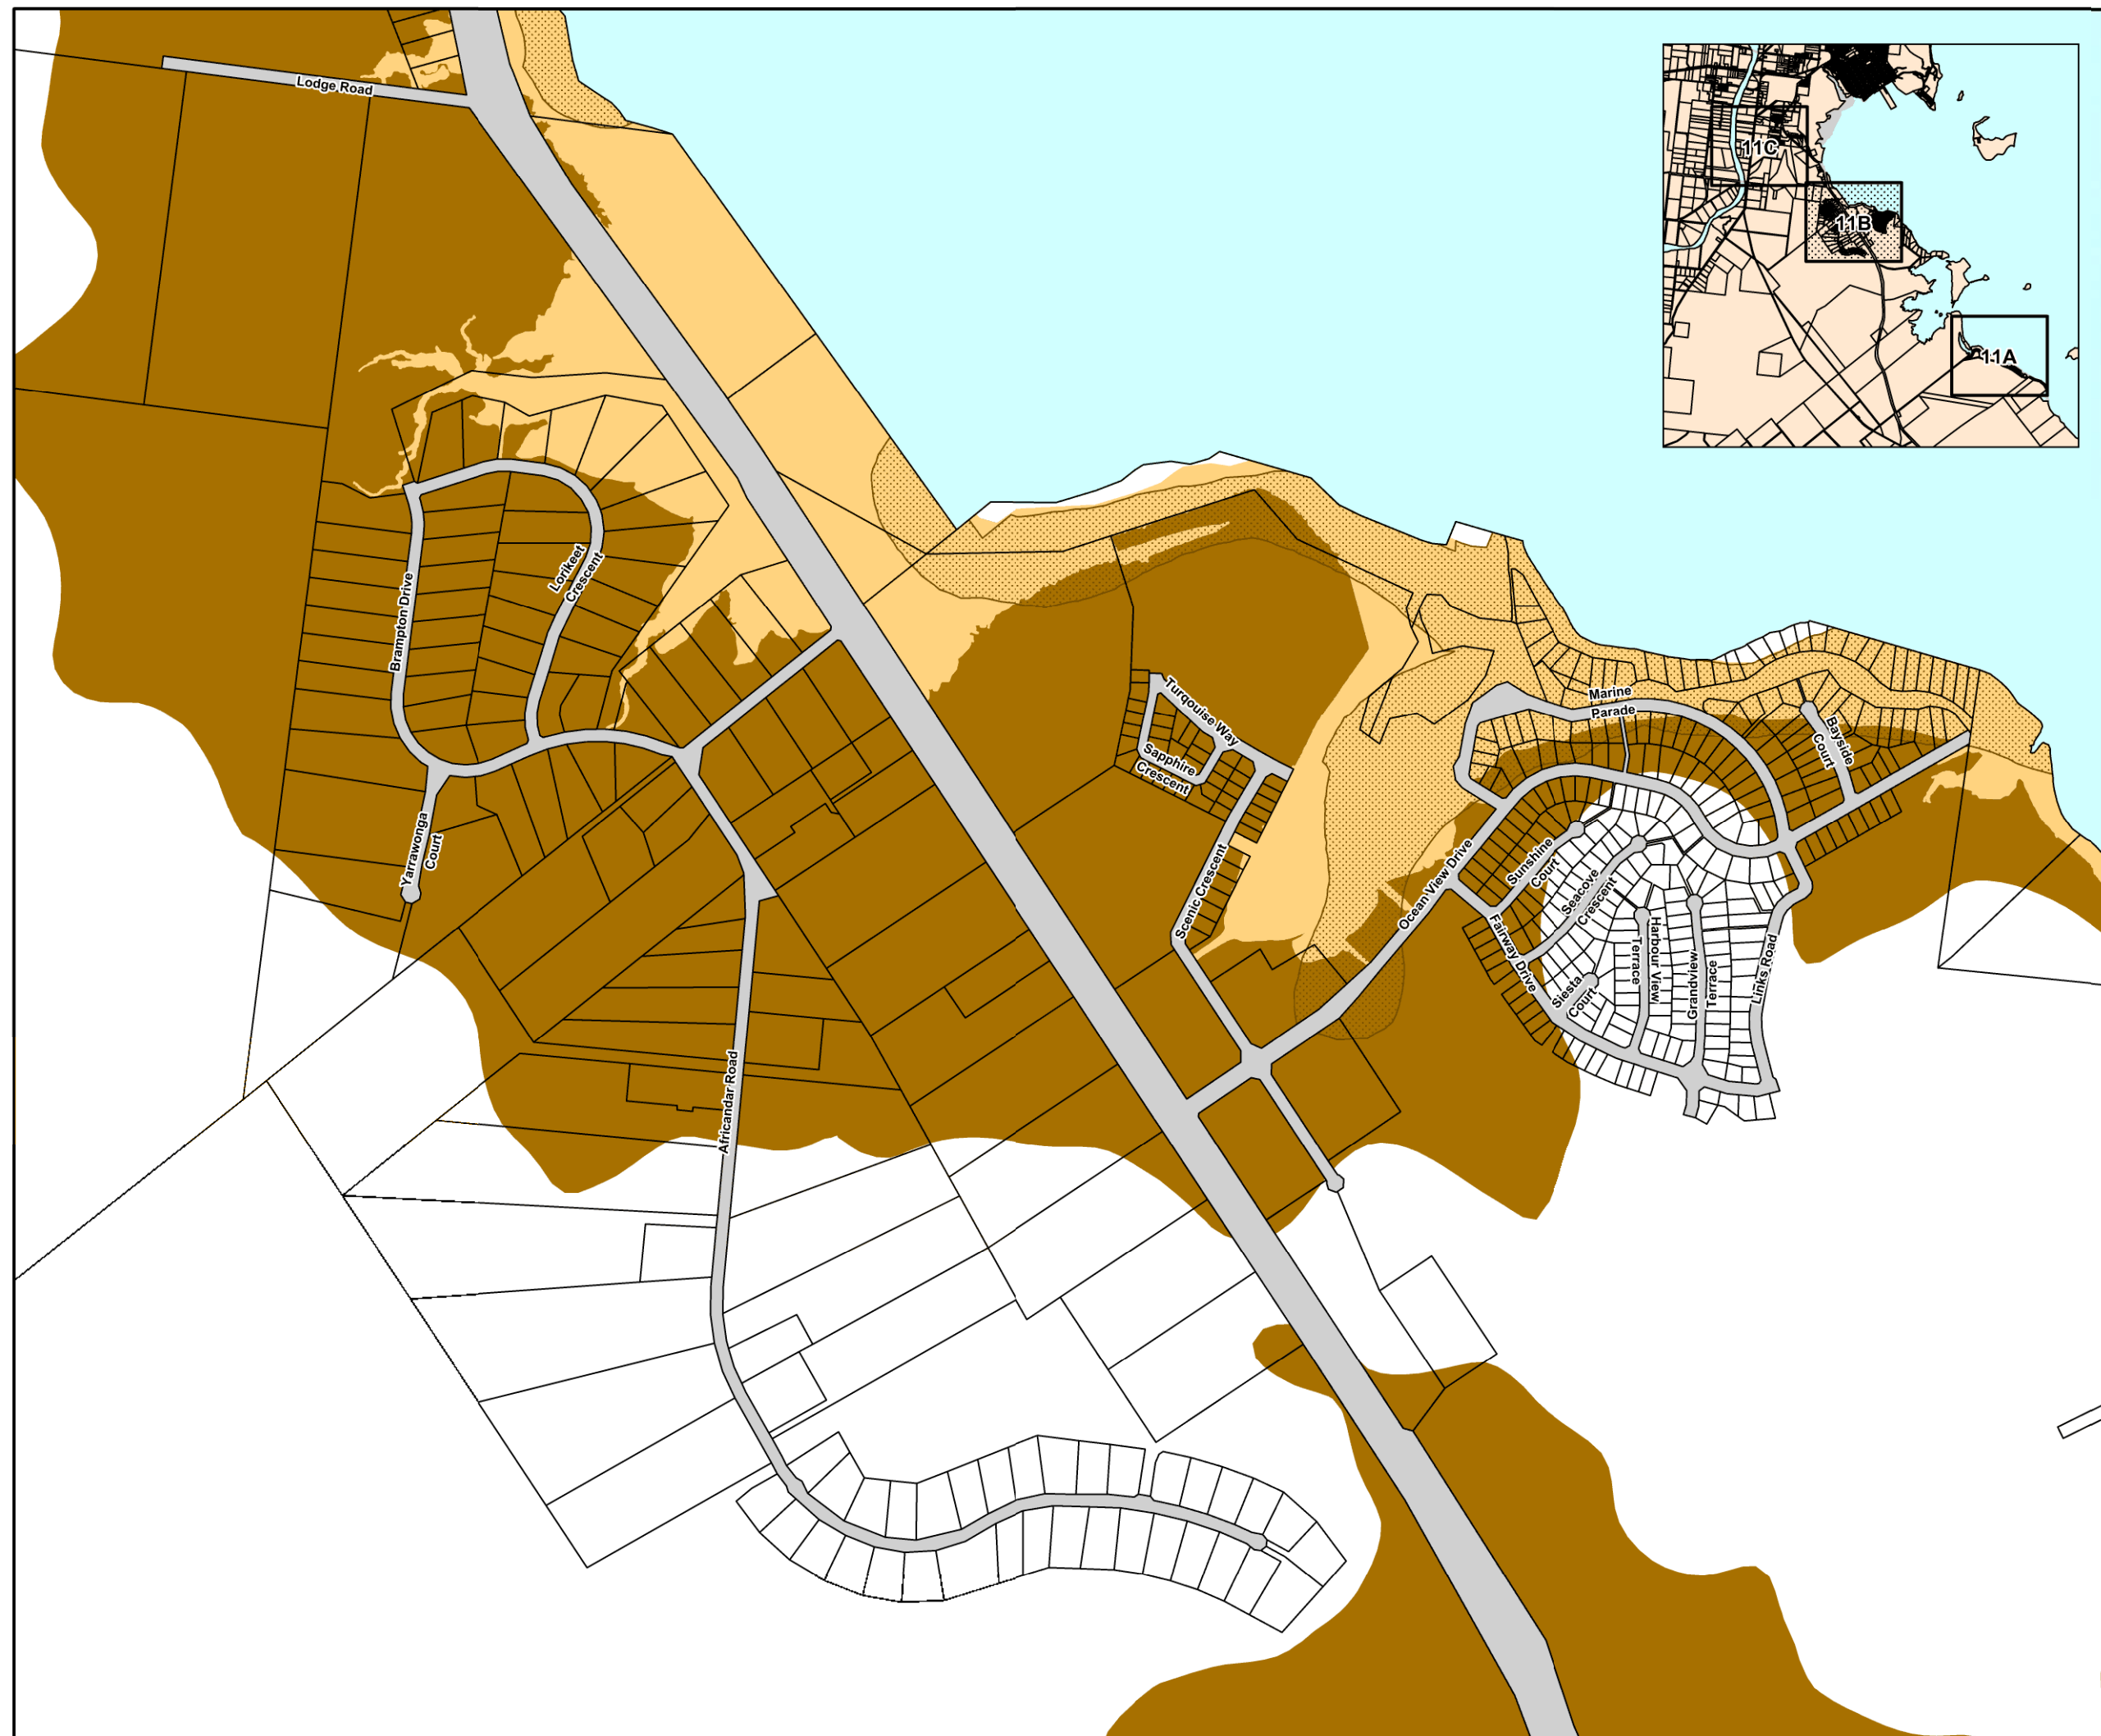 Lodge Road
11C
11B
11A
Lorikeet
Crescent
Brampton Drive
Turqouise Way
Marine
Parade
Bayside
Court
Sapphire
Crescent
Yarrawonga
Court
Scenic Crescent
Ocean View Drive
Sunshine
Court
Seacove
Crescent
Fairway Drive
Harbour View
Terrace
Grandview
Terrace
Links Road
Siesta
Court
Africandar Road